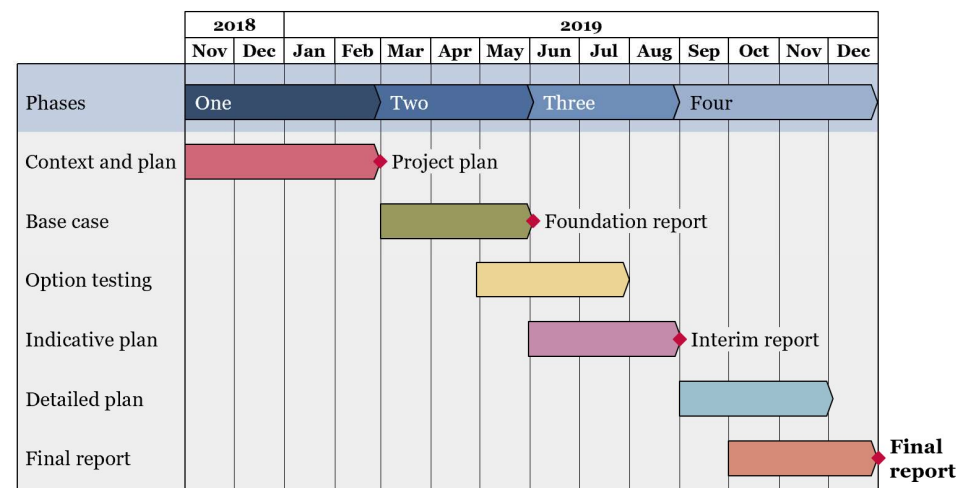 2018 2019
Nov Dec Jan Feb Mar Apr May Jun Jul Aug Sep Oct Nov Dec
Phases One Two Three Four
Context and plan Project plan
Base case Foundation report
Option testing
Indicative plan Interim report
Detailed plan
Final report Final
report